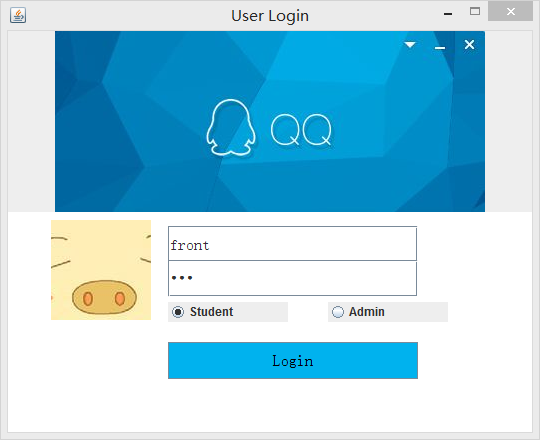 User Login
QQ
front
•••
Student
Admin
Login